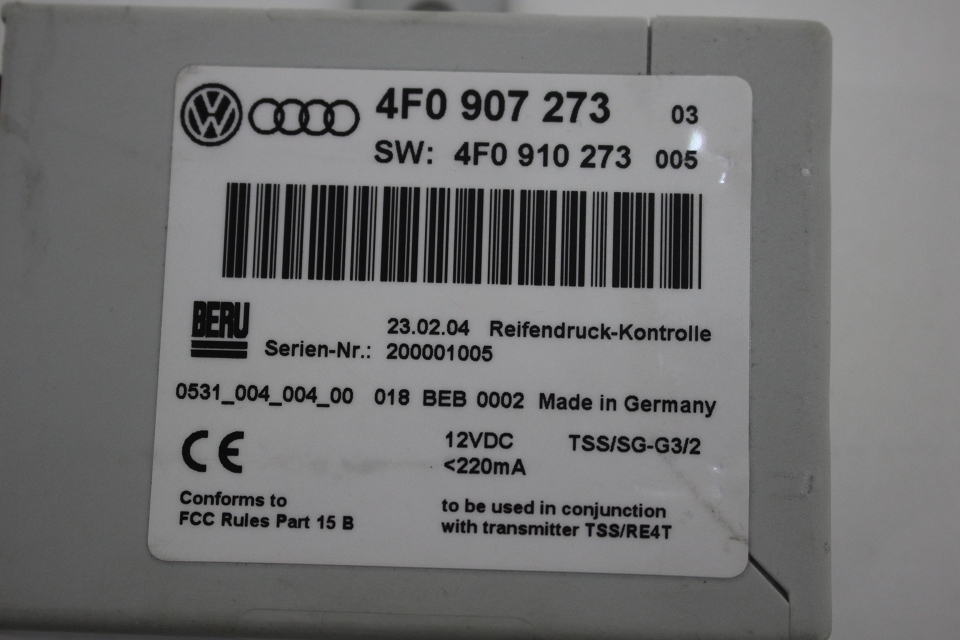 4F0 907 273 03
SW: 4F0 910 273 005
BERU
23.02.04 Reifendruck-Kontrolle
Serien-Nr.: 200001005
0531_004_004_00 018 BEB 0002 Made in Germany
CE 12VDC TSS/SG-G3/2
<220mA
Conforms to
FCC Rules Part 15 B
to be used in conjunction
with transmitter TSS/RE4T